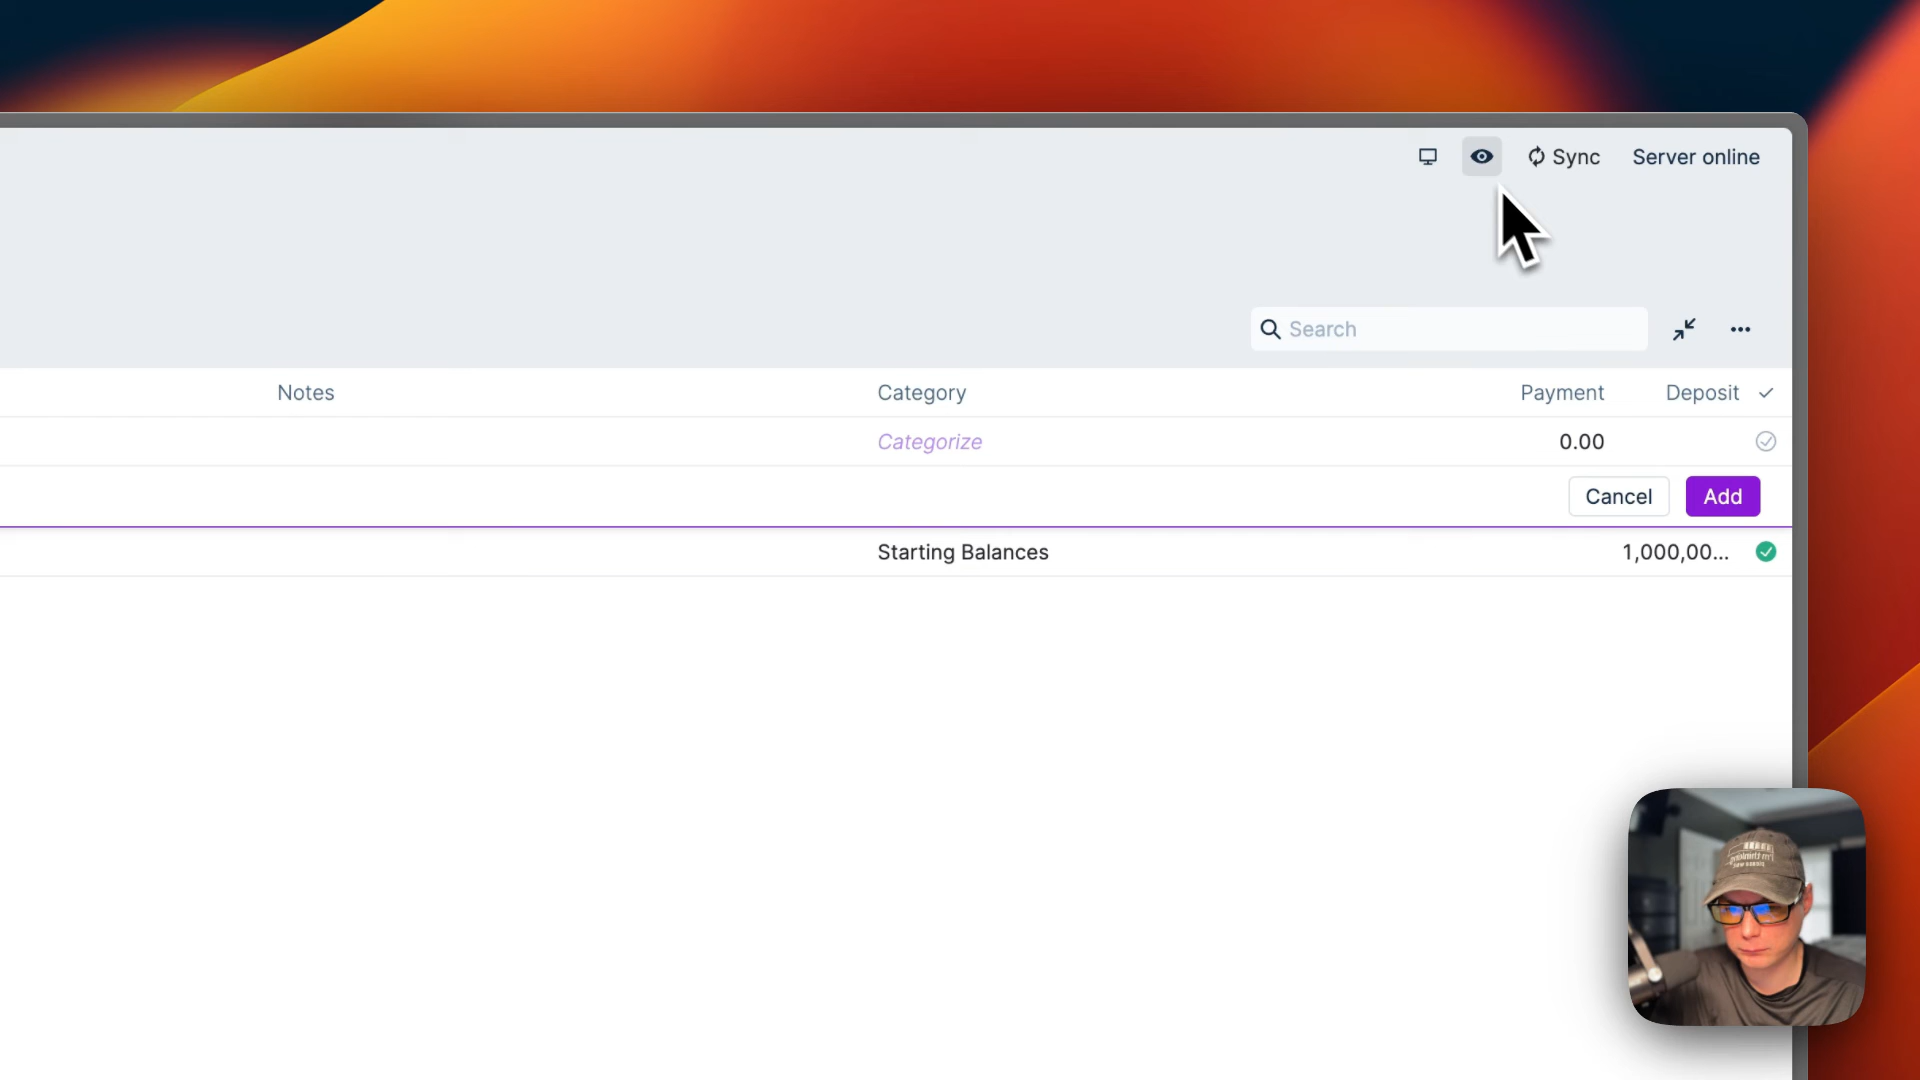 Sync Server online
Search
Notes Category Payment Deposit
Categorize 0.00
Cancel Add
Starting Balances 1,000,00...